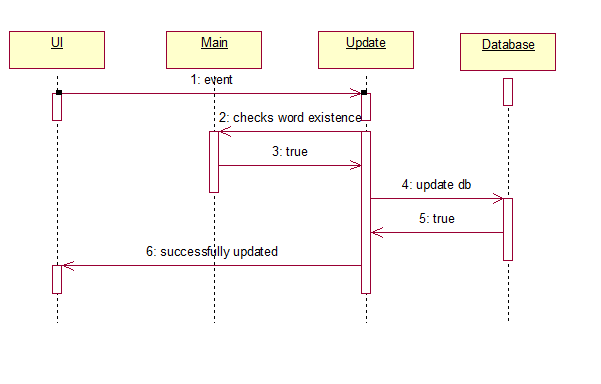 UI
Main
Update
Database
1: event
2: checks word existence
3: true
4: update db
5: true
6: successfully updated